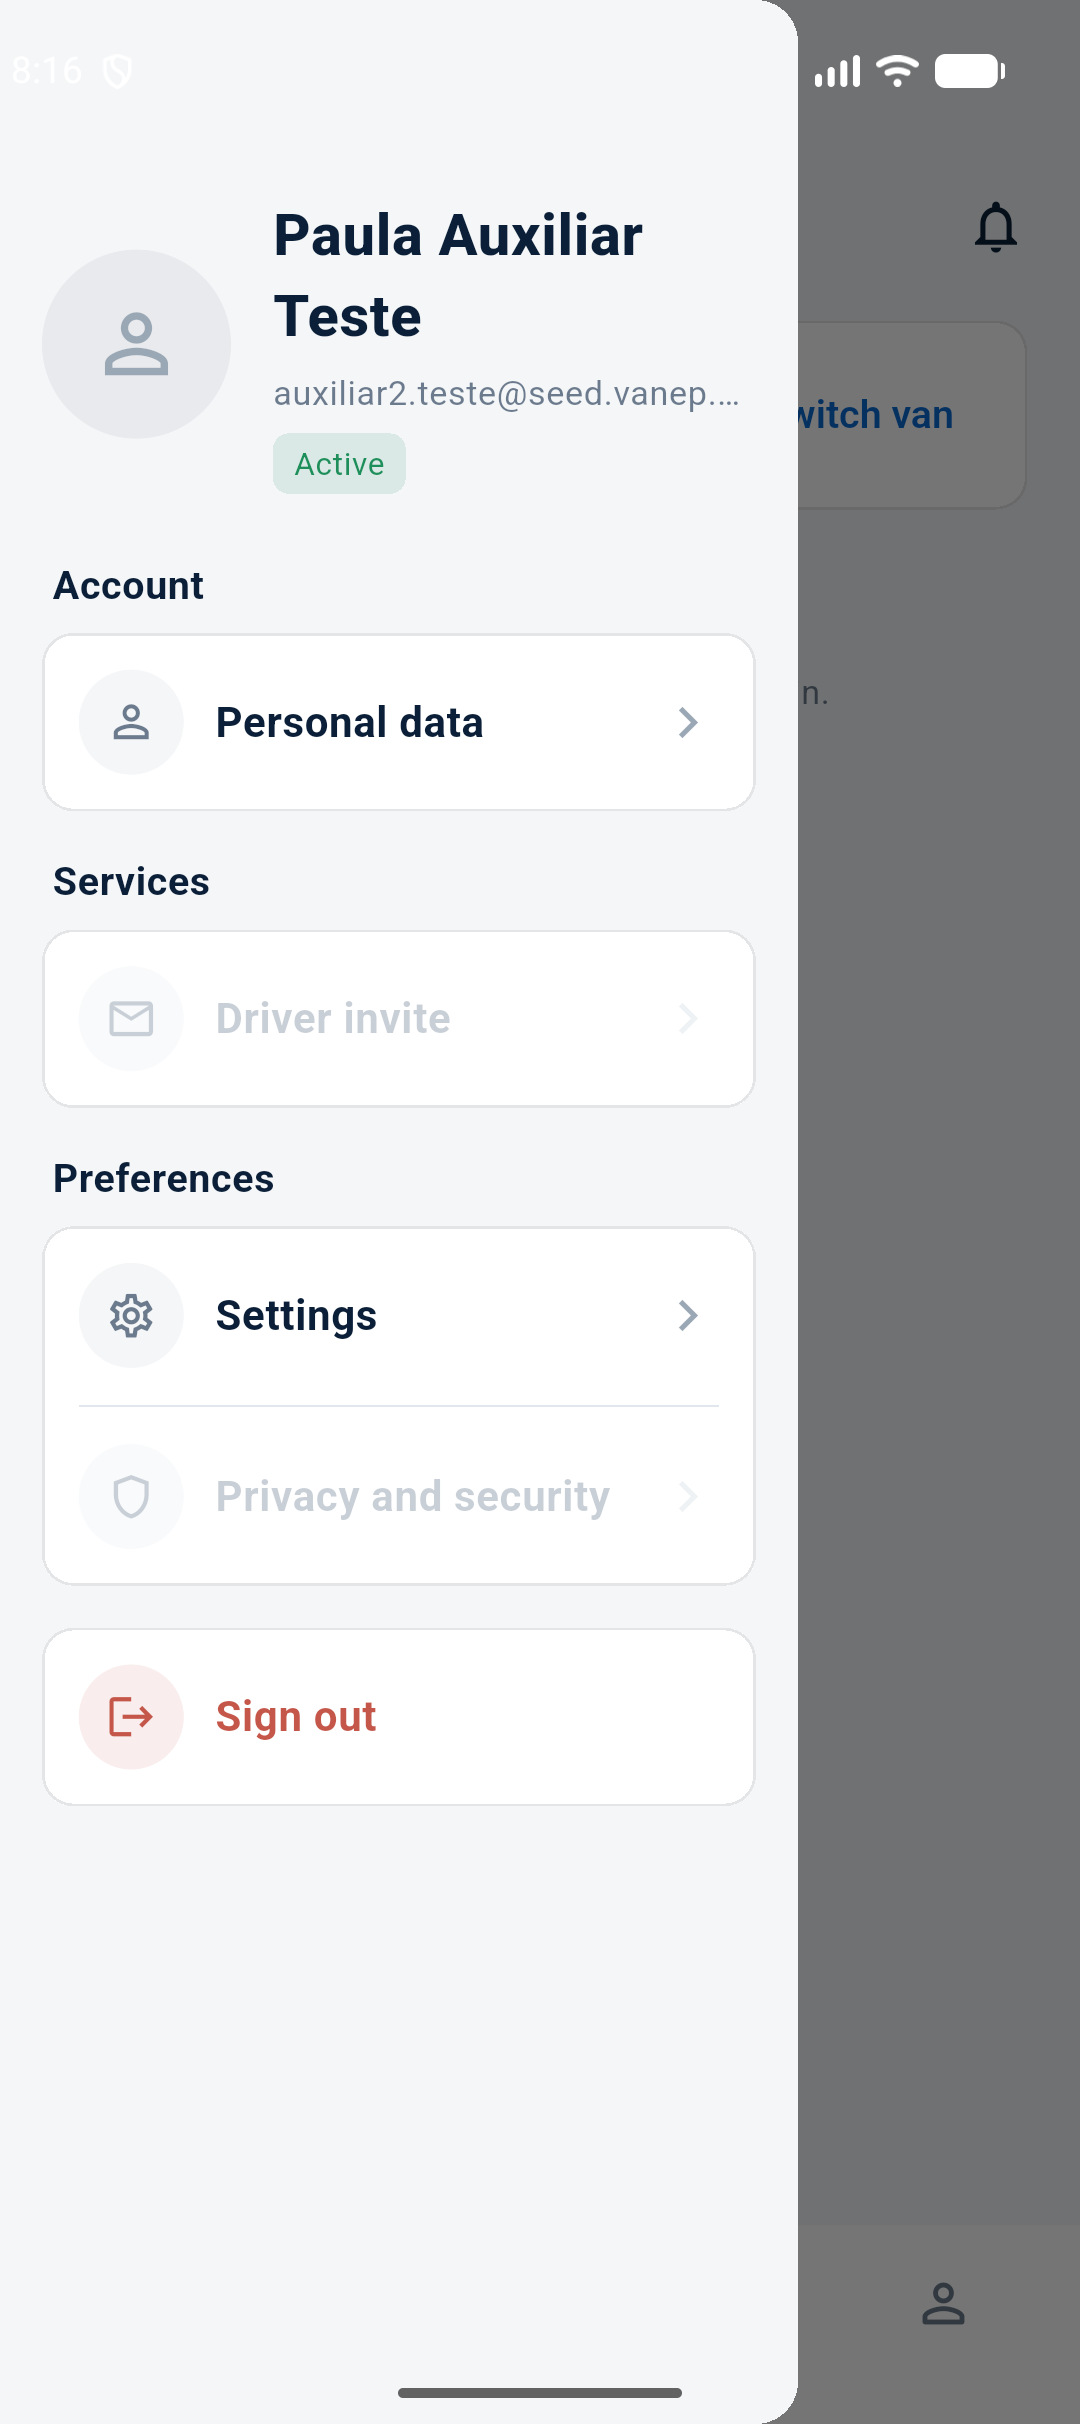 8:16
Paula Auxiliar
Teste
auxiliar2.teste@seed.vanep.…
Active
witch van
Account
Personal data
n.
Services
Driver invite
Preferences
Settings
Privacy and security
Sign out